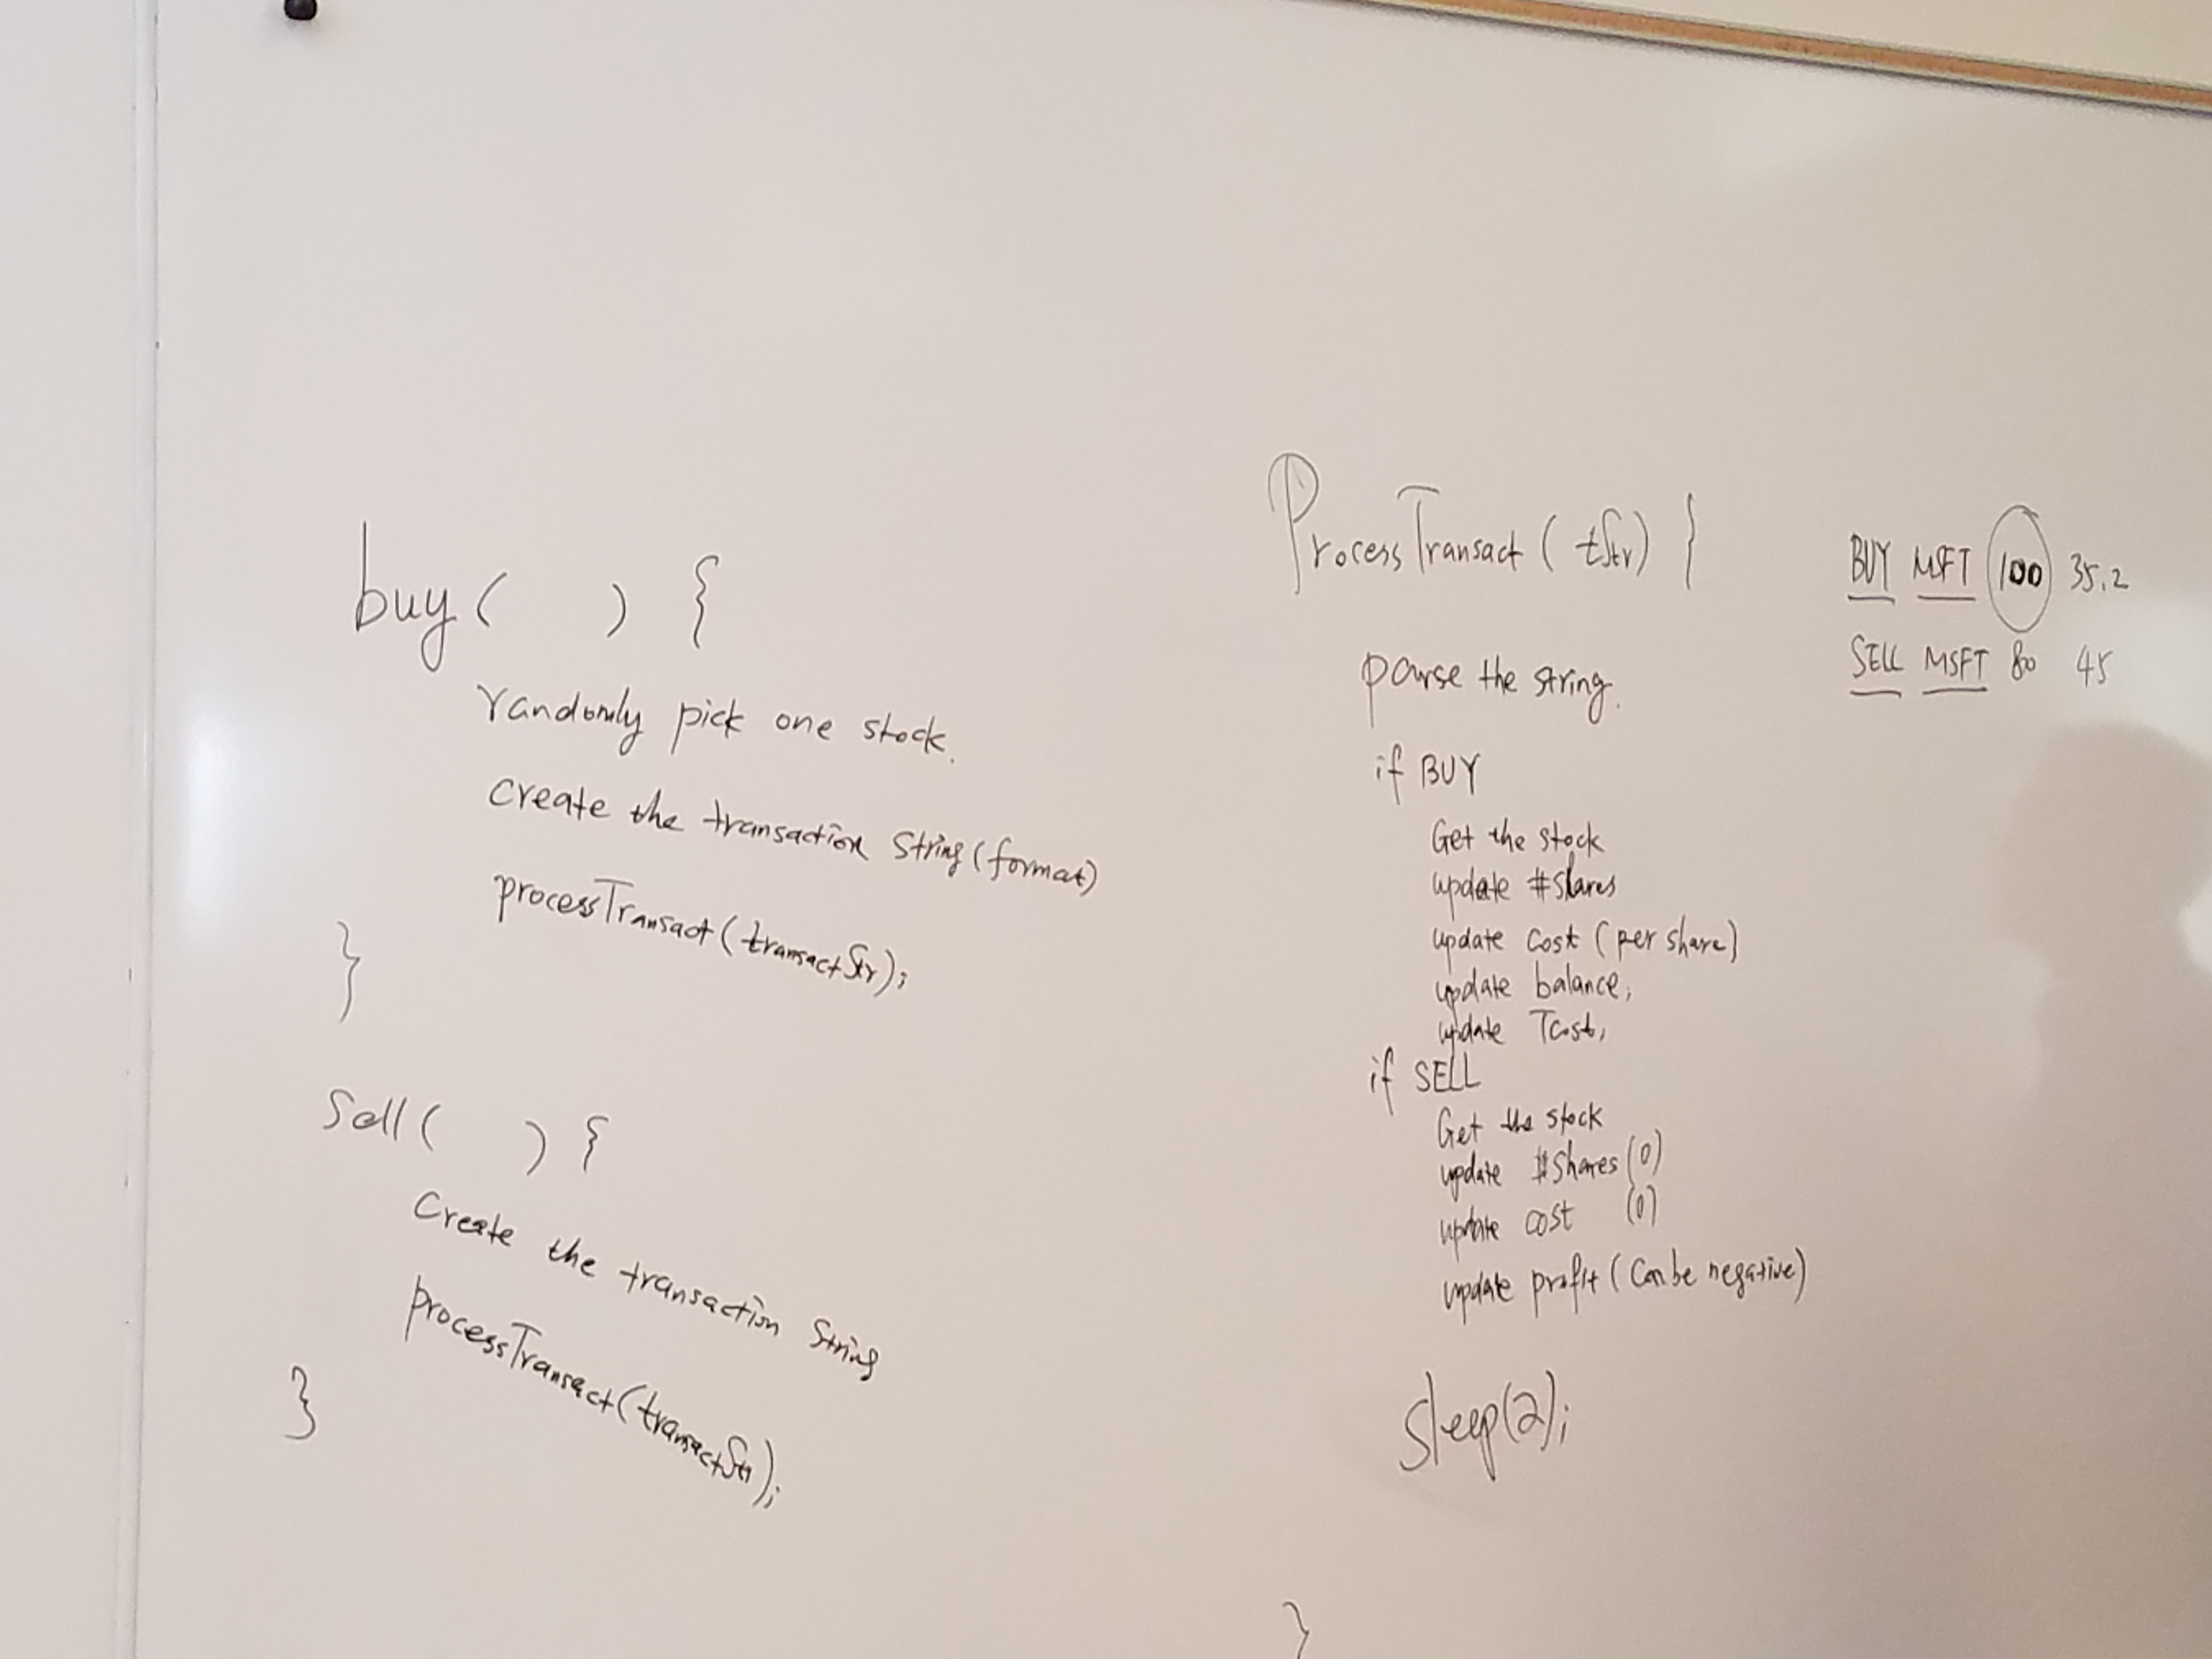 buy(   ) {
randomly pick one stock.
create the transaction String (format)
processTransact (transactStr);
}
Sell (   ) {
Create the transaction String
processTransact (transactStr);
}
ProcessTransact ( tStr) {
parse the string.
if BUY
Get the stock
update #shares
update cost (per share)
update balance;
update Tcost,
if SELL
Get the stock
update #shares (0)
update cost (0)
update profit (Can be negative)
Sleep(2);
}
BUY MSFT 100 35.2
SELL MSFT 80 45